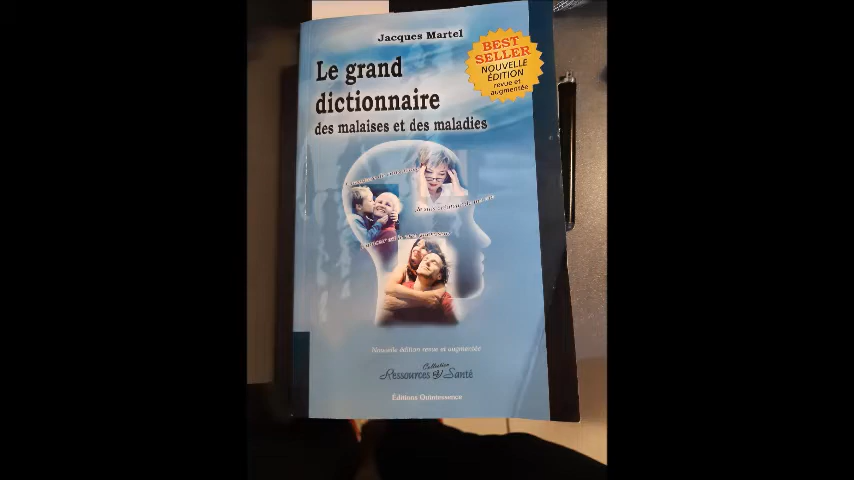 Jacques Martel
BEST
SELLER
NOUVELLE
ÉDITION
revue et
augmentée
Le grand
dictionnaire
des malaises et des maladies
Nouvelle édition revue et augmentée
Collection
Ressources & Santé
Éditions Quintessence